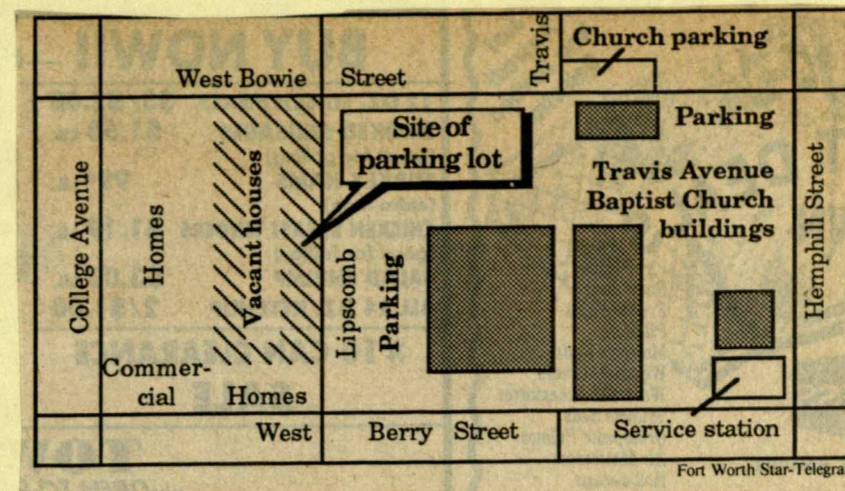 Travis
Church parking
West Bowie Street
Site of
parking lot
Parking
Travis Avenue
Baptist Church
buildings
College Avenue
Homes
Vacant houses
Lipscomb
Parking
Hemphill Street
Commer-
cial
Homes
West Berry Street
Service station
Fort Worth Star-Telegra